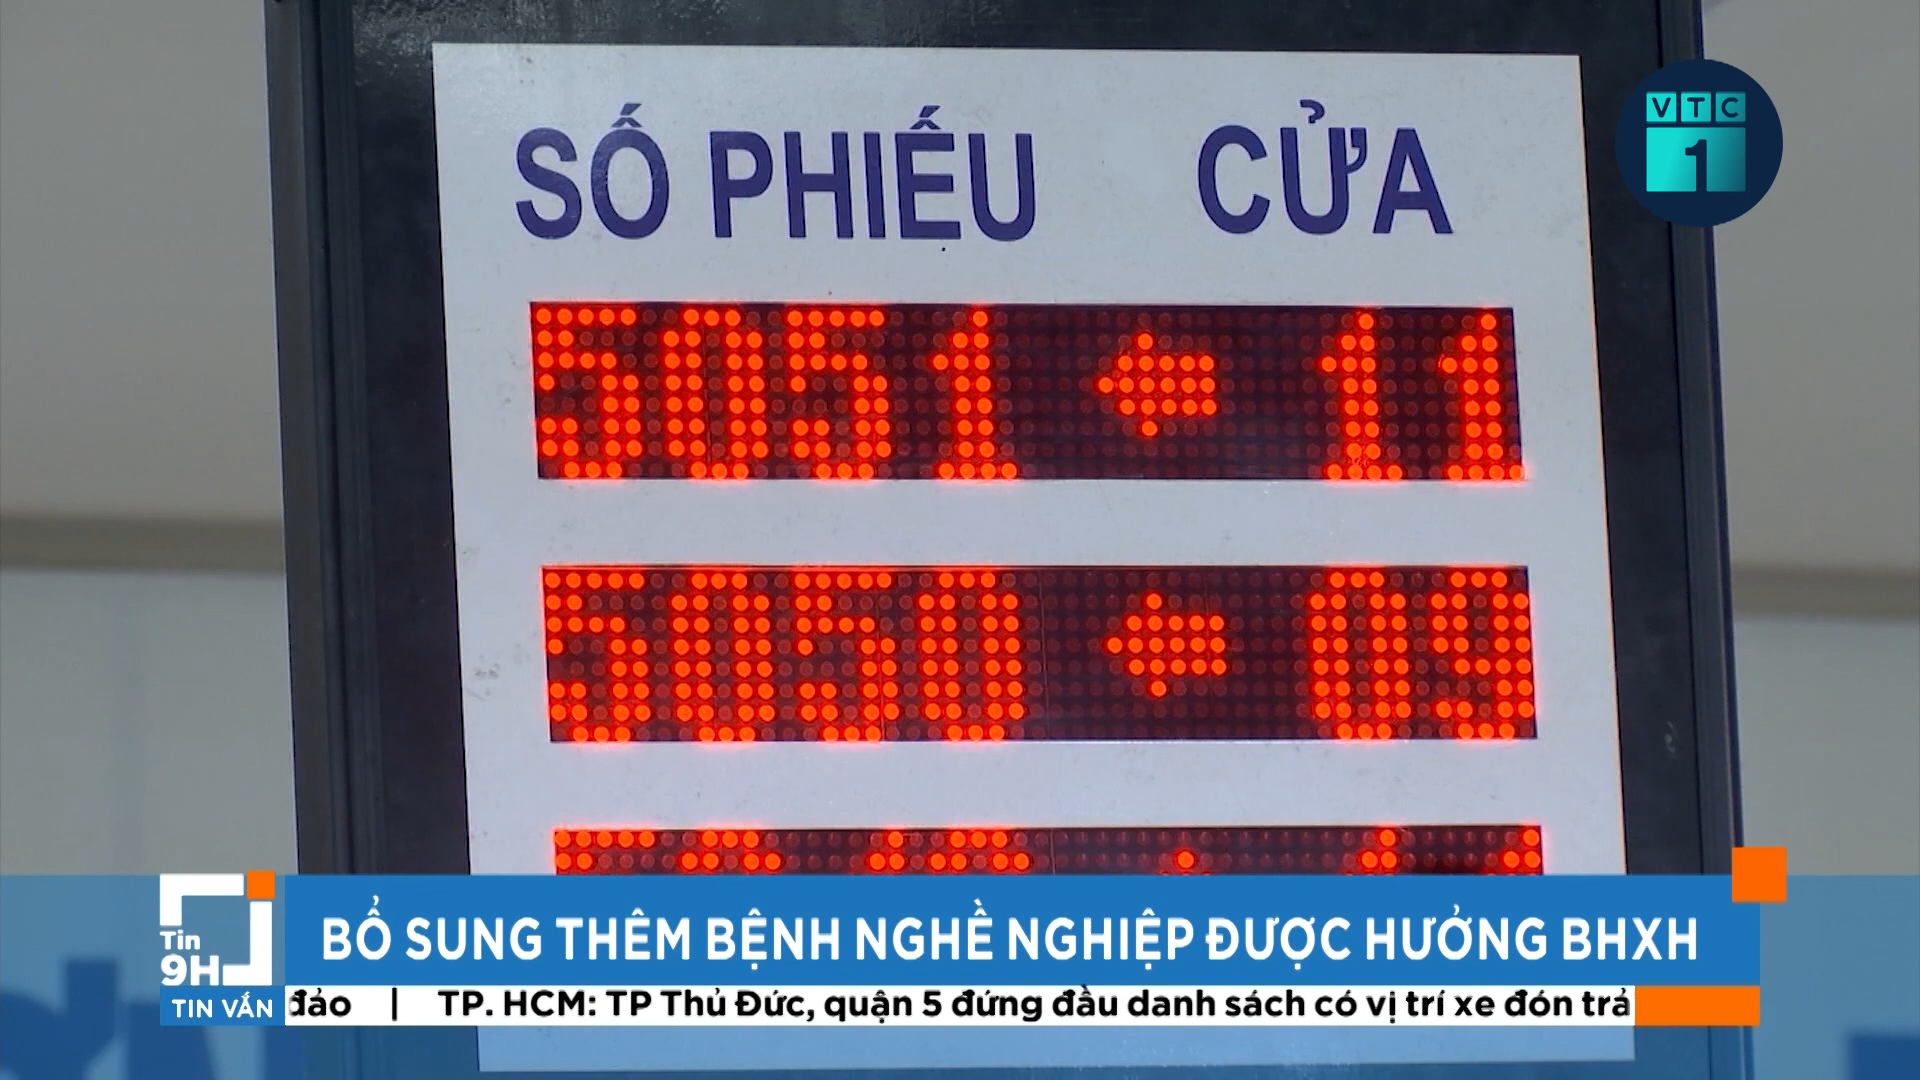 SỐ PHIẾU CỬA
VTC
1
5051 11
5050 09
BỔ SUNG THÊM BỆNH NGHỀ NGHIỆP ĐƯỢC HƯỞNG BHXH
Tin
9H
TIN VẮN
đảo | TP. HCM: TP Thủ Đức, quận 5 đứng đầu danh sách có vị trí xe đón trả